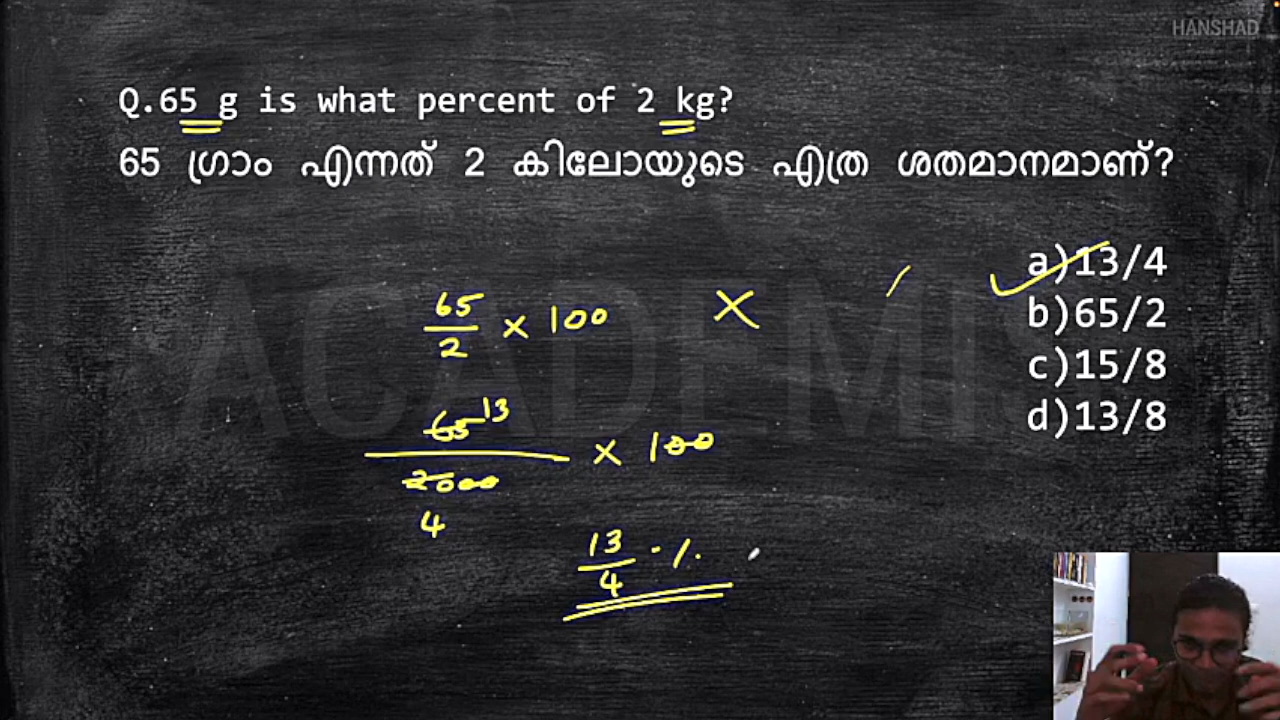 HANSHAD
Q.65 g is what percent of 2 kg?
65 ഗ്രാം എന്നത് 2 കിലോയുടെ എത്ര ശതമാനമാണ്?
a)13/4
b)65/2
c)15/8
d)13/8
65/2 × 100 ×
65 13
2000 × 100
4
13/4 %
ACADEMIS